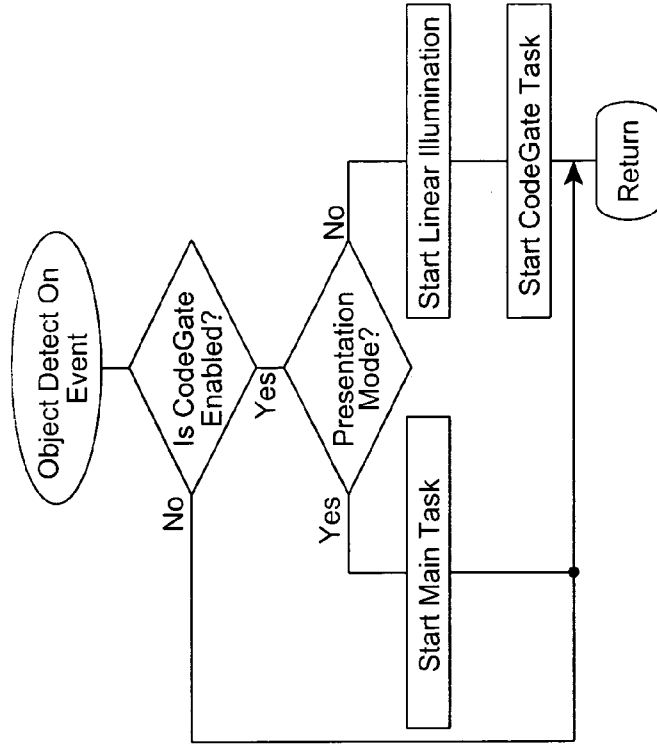 Object Detect On
Event
Is CodeGate
Enabled?
No
Yes
Presentation
Mode?
Yes
No
Start Main Task
Start Linear Illumination
Start CodeGate Task
Return